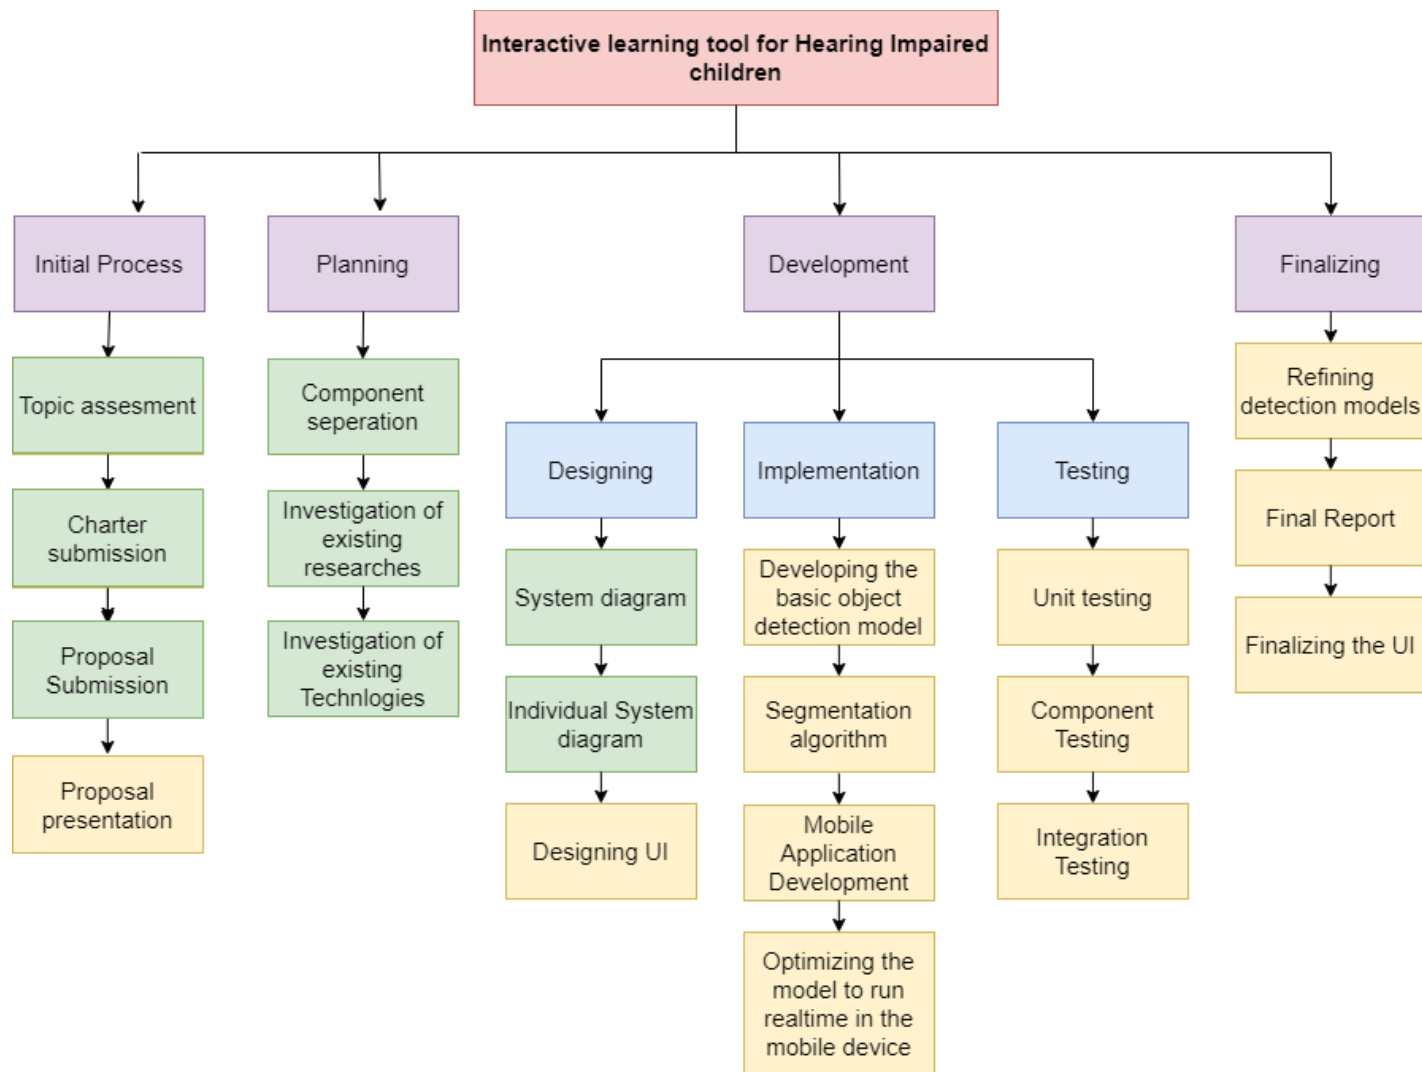 Interactive learning tool for Hearing Impaired
children
Initial Process
Planning
Development
Finalizing
Topic assesment
Charter
submission
Proposal
Submission
Proposal
presentation
Component
seperation
Investigation of
existing
researches
Investigation of
existing
Technlogies
Designing
System diagram
Individual System
diagram
Designing UI
Implementation
Developing the
basic object
detection model
Segmentation
algorithm
Mobile
Application
Development
Optimizing the
model to run
realtime in the
mobile device
Testing
Unit testing
Component
Testing
Integration
Testing
Refining
detection models
Final Report
Finalizing the UI